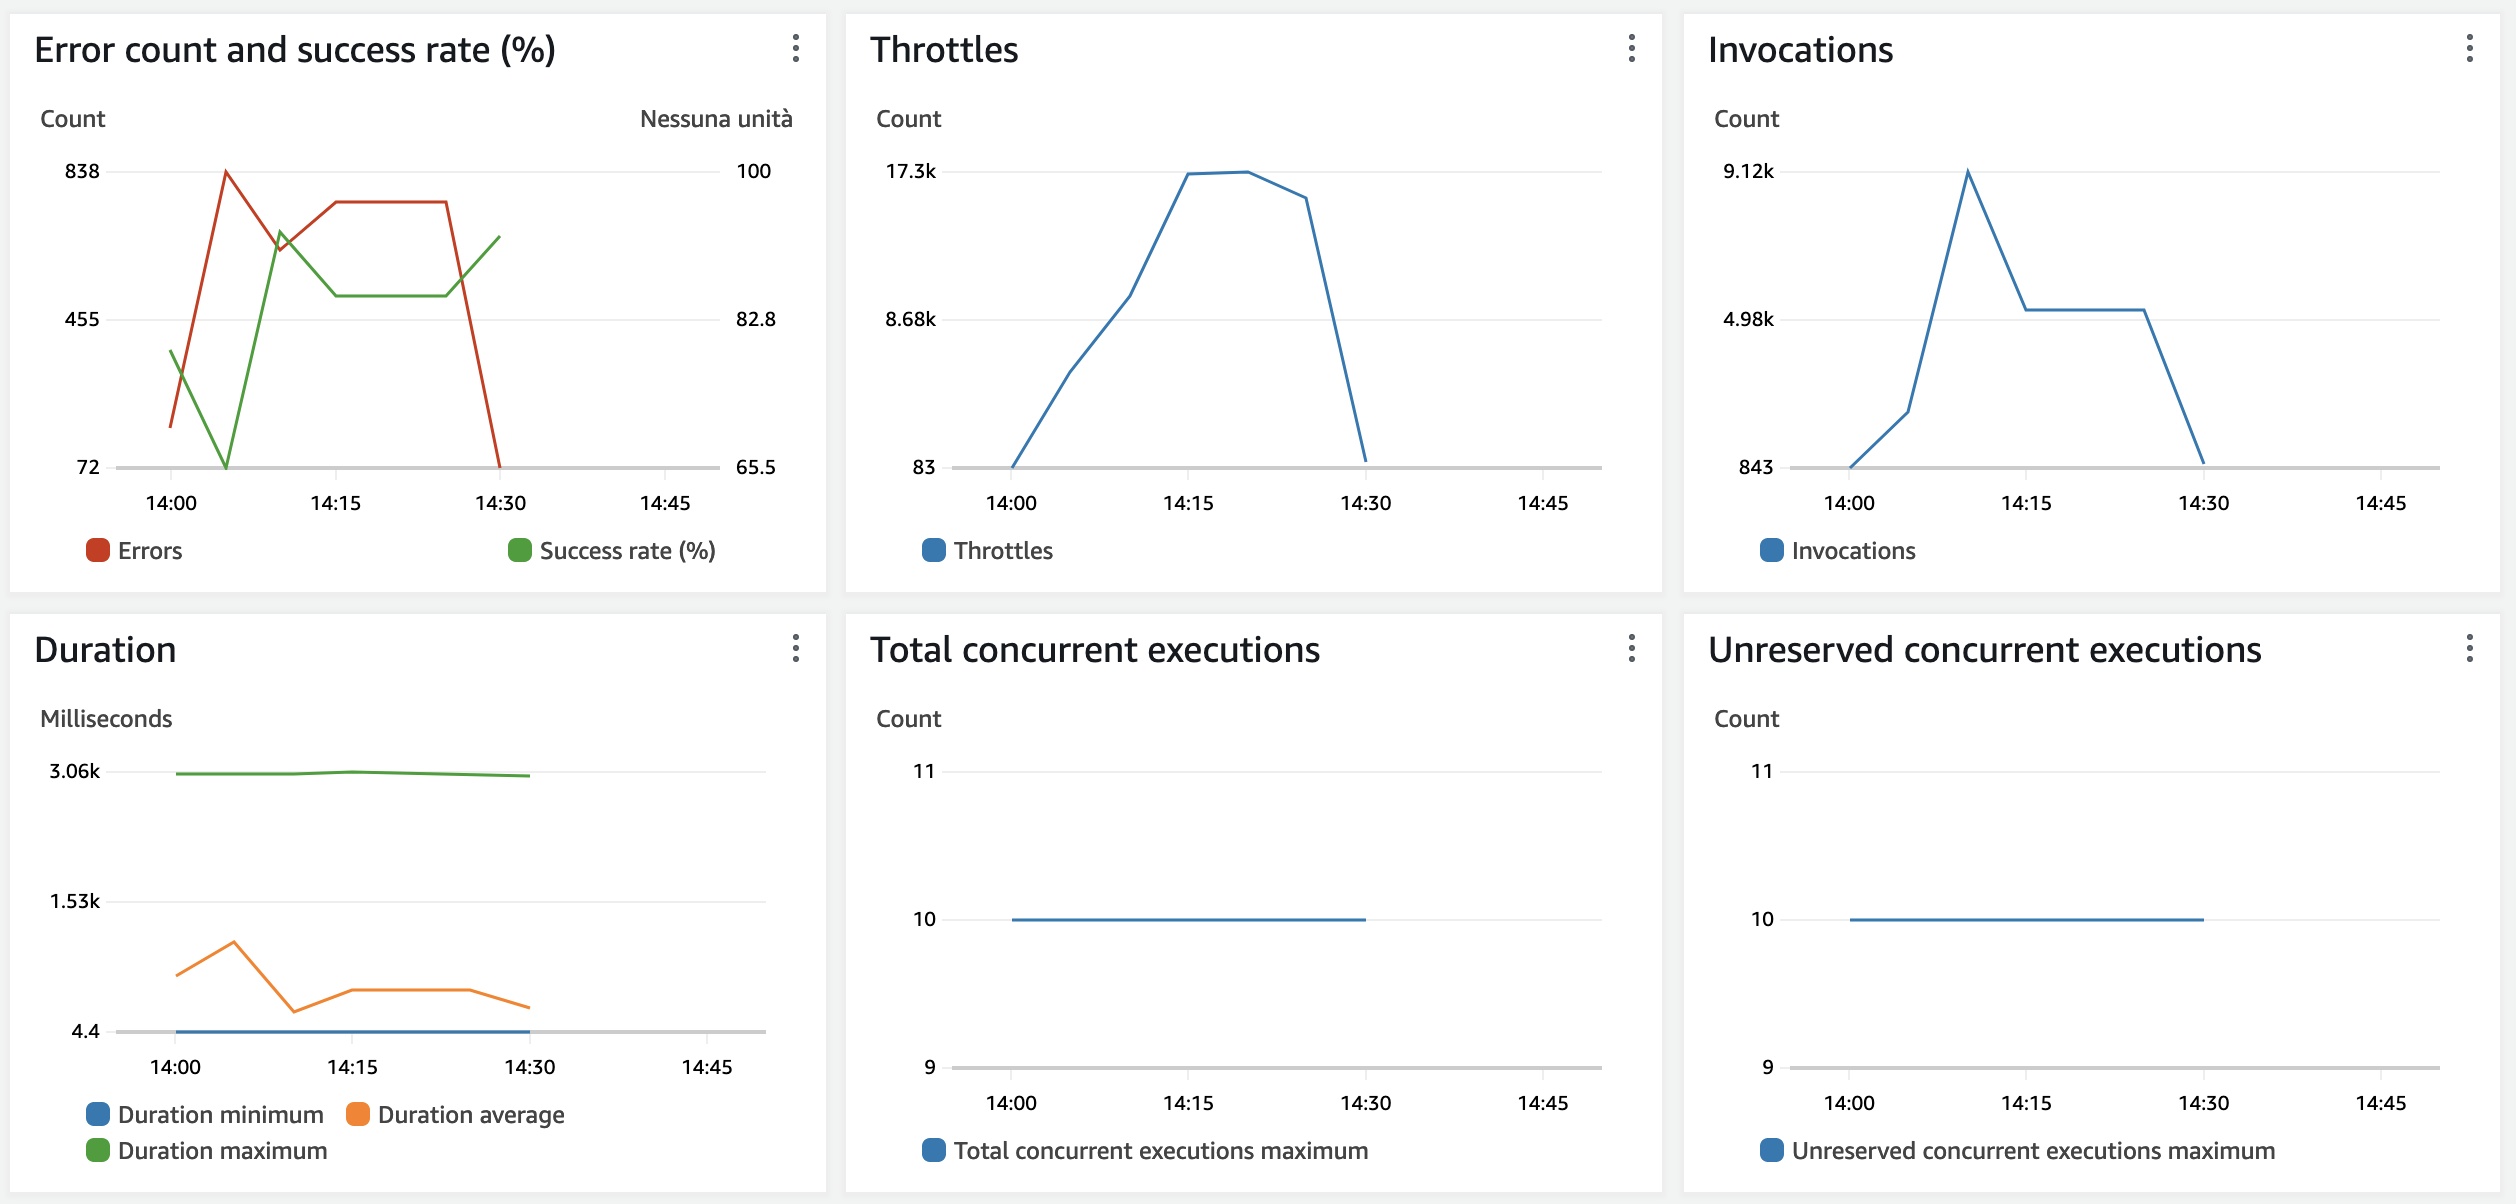 Error count and success rate (%)
Count
Nessuna unità
838
100
455
82.8
72
65.5
14:00
14:15
14:30
14:45
Errors
Success rate (%)
Throttles
Count
17.3k
8.68k
83
14:00
14:15
14:30
14:45
Throttles
Invocations
Count
9.12k
4.98k
843
14:00
14:15
14:30
14:45
Invocations
Duration
Milliseconds
3.06k
1.53k
4.4
14:00
14:15
14:30
14:45
Duration minimum
Duration average
Duration maximum
Total concurrent executions
Count
11
10
9
14:00
14:15
14:30
14:45
Total concurrent executions maximum
Unreserved concurrent executions
Count
11
10
9
14:00
14:15
14:30
14:45
Unreserved concurrent executions maximum